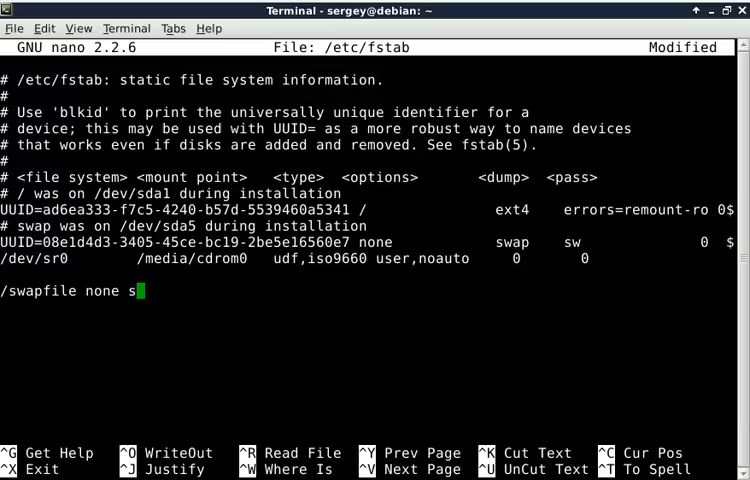 Terminal - sergey@debian: ~
File Edit View Terminal Tabs Help
GNU nano 2.2.6 File: /etc/fstab Modified
# /etc/fstab: static file system information.
#
# Use 'blkid' to print the universally unique identifier for a
# device; this may be used with UUID= as a more robust way to name devices
# that works even if disks are added and removed. See fstab(5).
#
# <file system> <mount point> <type> <options> <dump> <pass>
# / was on /dev/sda1 during installation
UUID=ad6ea333-f7c5-4240-b57d-5539460a5341 / ext4 errors=remount-ro 0$
# swap was on /dev/sda5 during installation
UUID=08e1d4d3-3405-45ce-bc19-2be5e16560e7 none swap sw 0 $
/dev/sr0 /media/cdrom0 udf,iso9660 user,noauto 0 0
/swapfile none s
^G Get Help ^O WriteOut ^R Read File ^Y Prev Page ^K Cut Text ^C Cur Pos
^X Exit ^J Justify ^W Where Is ^V Next Page ^U UnCut Text ^T To Spell